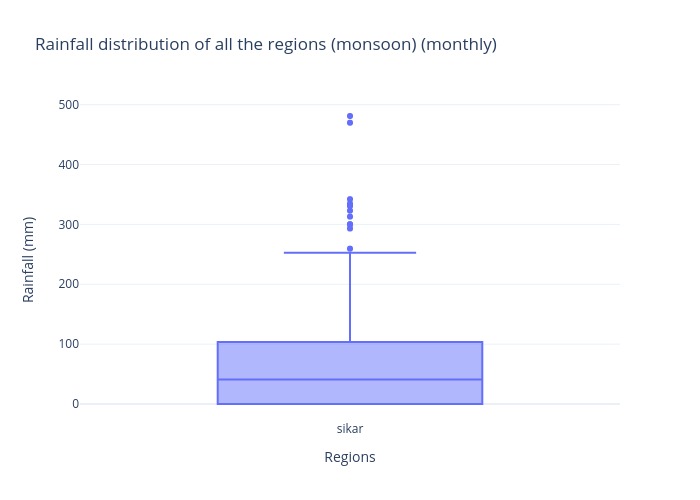 Rainfall distribution of all the regions (monsoon) (monthly)
500
400
300
200
100
0
Rainfall (mm)
sikar
Regions